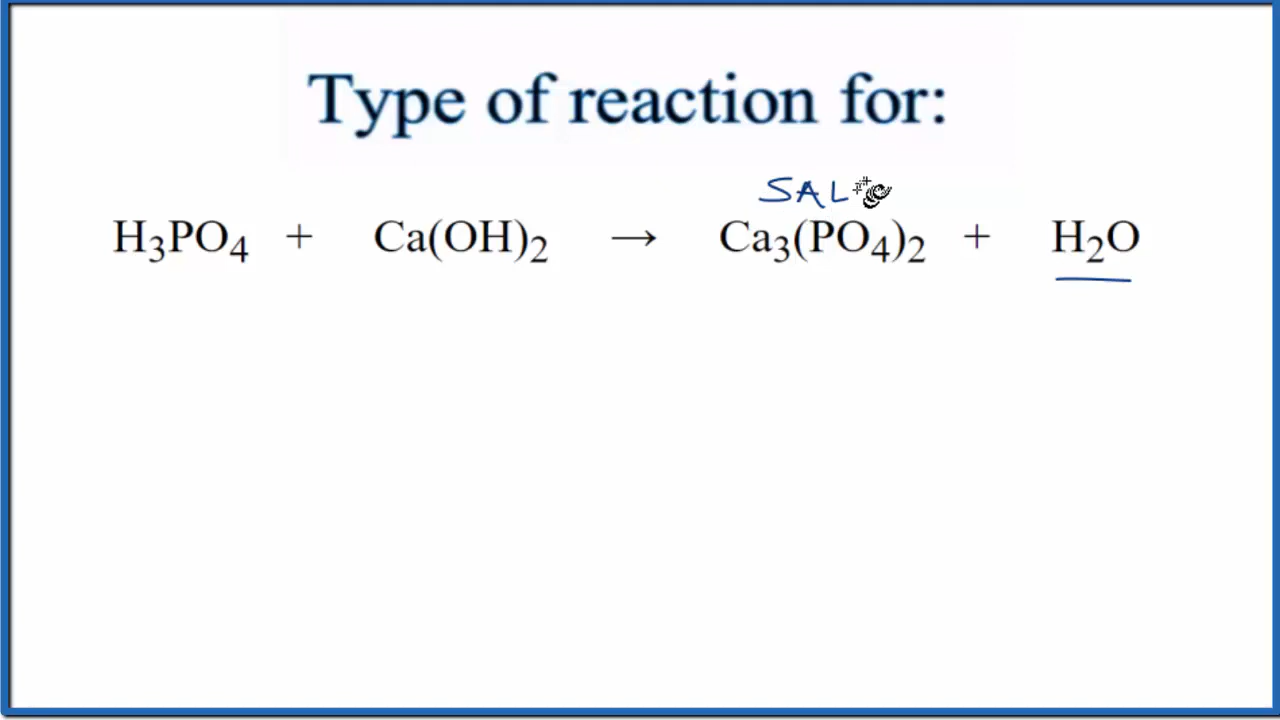 Type of reaction for:
SAL
H₃PO₄ + Ca(OH)₂ → Ca₃(PO₄)₂ + H₂O